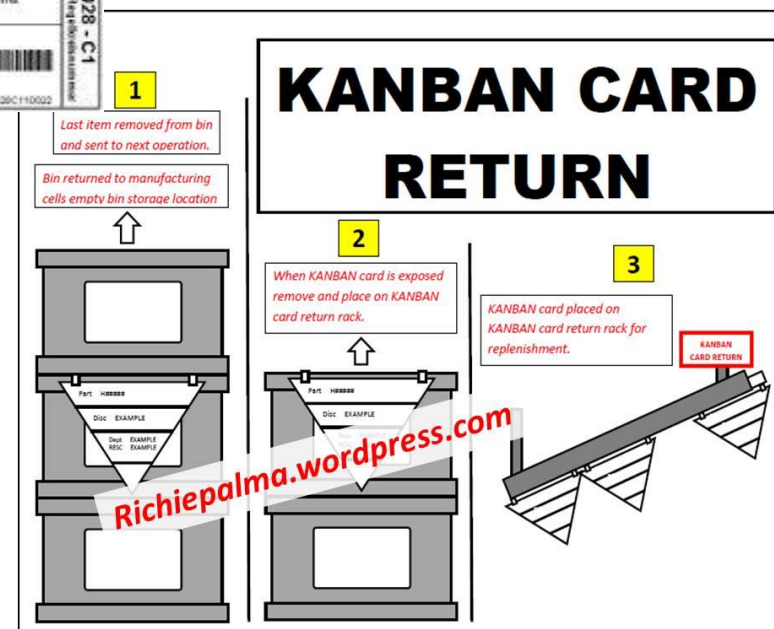 028 - C1
KANBAN CARD
RETURN
1
Last item removed from bin
and sent to next operation.
Bin returned to manufacturing
cells empty bin storage location
Part H#####
Disc EXAMPLE
Dept EXAMPLE
RESC EXAMPLE
2
When KANBAN card is exposed
remove and place on KANBAN
card return rack.
Part H#####
Disc EXAMPLE
3
KANBAN card placed on
KANBAN card return rack for
replenishment.
KANBAN
CARD RETURN
Richiepalma.wordpress.com